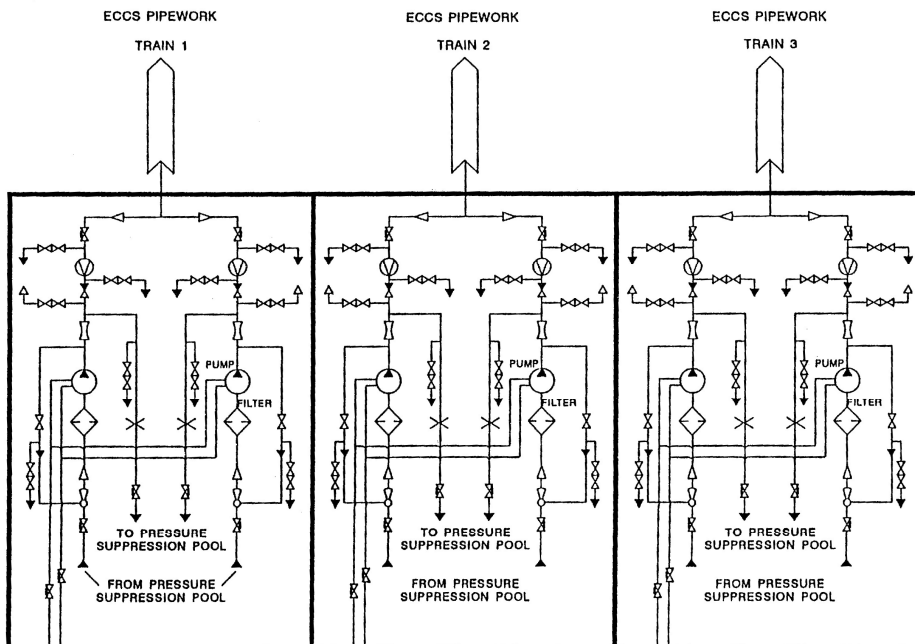 ECCS PIPEWORK
TRAIN 1
ECCS PIPEWORK
TRAIN 2
ECCS PIPEWORK
TRAIN 3
PUMP
FILTER
TO PRESSURE
SUPPRESSION POOL
FROM PRESSURE
SUPPRESSION POOL
PUMP
FILTER
TO PRESSURE
SUPPRESSION POOL
FROM PRESSURE
SUPPRESSION POOL
PUMP
FILTER
TO PRESSURE
SUPPRESSION POOL
FROM PRESSURE
SUPPRESSION POOL